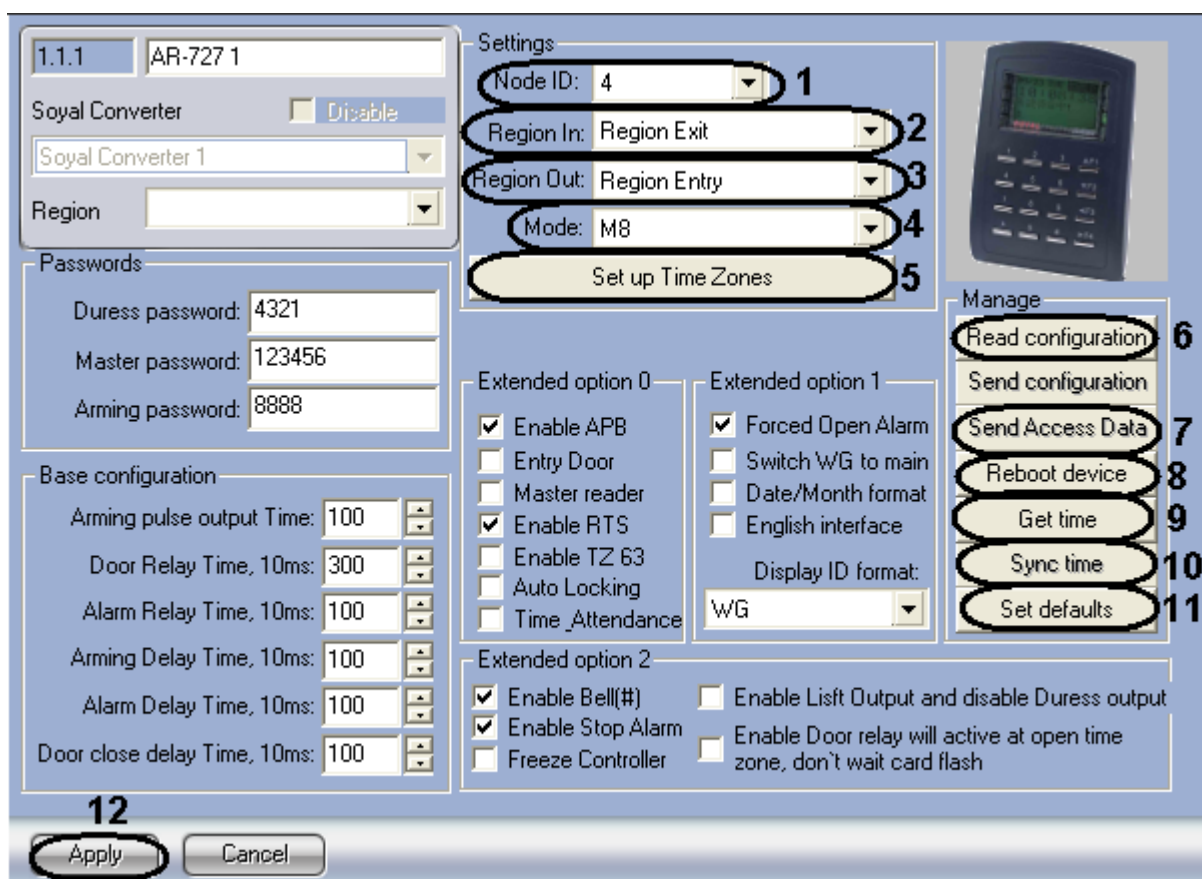 1.1.1 AR-727 1
Soyal Converter Disable
Soyal Converter 1
Region
Passwords
Duress password: 4321
Master password: 123456
Arming password: 8888
Base configuration
Arming pulse output Time: 100
Door Relay Time, 10ms: 300
Alarm Relay Time, 10ms: 100
Arming Delay Time, 10ms: 100
Alarm Delay Time, 10ms: 100
Door close delay Time, 10ms: 100
Settings
Node ID: 4 1
Region In: Region Exit 2
Region Out: Region Entry 3
Mode: M8 4
Set up Time Zones 5
Extended option 0
Enable APB
Entry Door
Master reader
Enable RTS
Enable TZ 63
Auto Locking
Time_Attendance
Extended option 1
Forced Open Alarm
Switch WG to main
Date/Month format
English interface
Display ID format:
WG
Extended option 2
Enable Bell(#)
Enable Stop Alarm
Freeze Controller
Enable Lisft Output and disable Duress output
Enable Door relay will active at open time
zone, don`t wait card flash
Manage
Read configuration 6
Send configuration
Send Access Data 7
Reboot device 8
Get time 9
Sync time 10
Set defaults 11
12
Apply Cancel